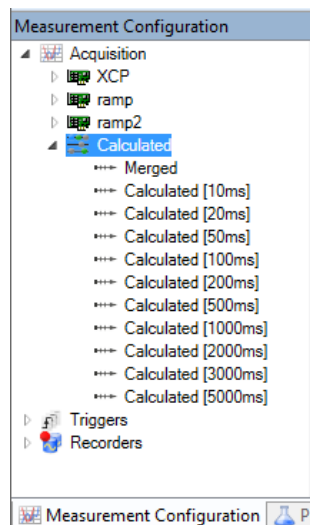 Measurement Configuration
Acquisition
XCP
ramp
ramp2
Calculated
Merged
Calculated [10ms]
Calculated [20ms]
Calculated [50ms]
Calculated [100ms]
Calculated [200ms]
Calculated [500ms]
Calculated [1000ms]
Calculated [2000ms]
Calculated [3000ms]
Calculated [5000ms]
Triggers
Recorders
Measurement Configuration P